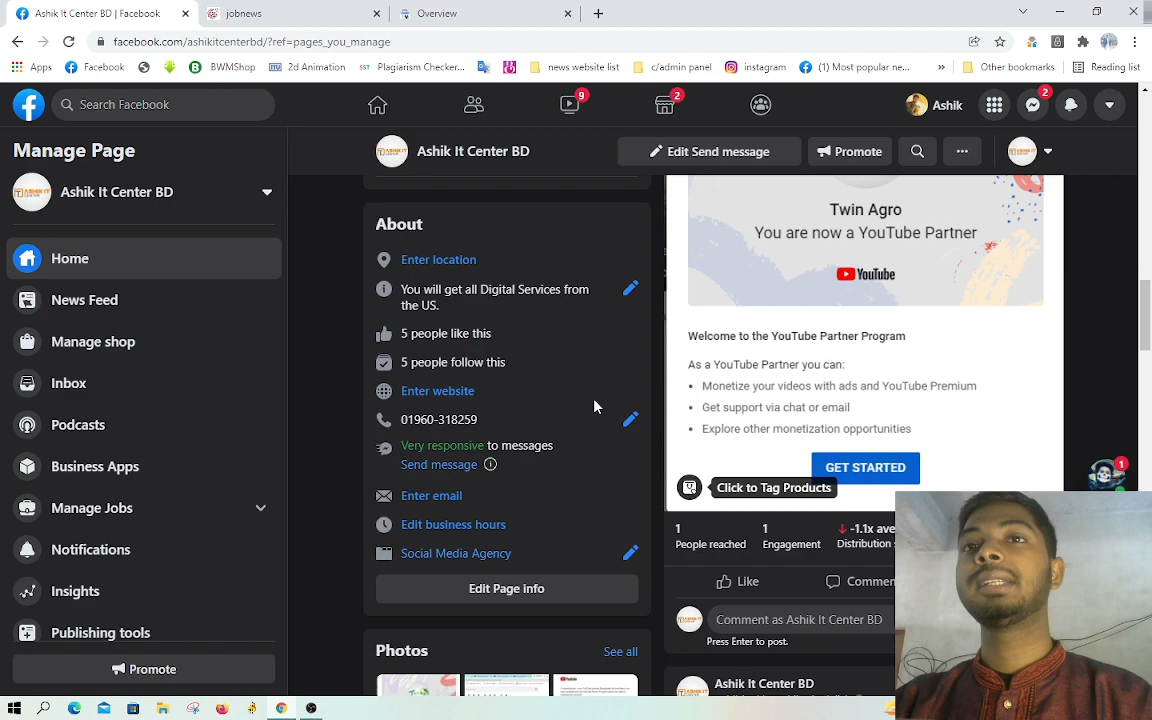 Ashik It Center BD | Facebook
jobnews
Overview
facebook.com/ashikitcenterbd/?ref=pages_you_manage
Apps
Facebook
BWMShop
2d Animation
SST
Plagiarism Checker...
news website list
c/admin panel
instagram
(1) Most popular ne...
»
Other bookmarks
Reading list
Search Facebook
9
2
Ashik
2
Manage Page
Ashik It Center BD
Edit Send message
Promote
Ashik It Center BD
Home
News Feed
Manage shop
Inbox
Podcasts
Business Apps
Manage Jobs
Notifications
Insights
Publishing tools
Promote
About
Enter location
You will get all Digital Services from
the US.
5 people like this
5 people follow this
Enter website
01960-318259
Very responsive to messages
Send message
Enter email
Edit business hours
Social Media Agency
Edit Page info
Photos
See all
Twin Agro
You are now a YouTube Partner
YouTube
Welcome to the YouTube Partner Program
As a YouTube Partner you can:
• Monetize your videos with ads and YouTube Premium
• Get support via chat or email
• Explore other monetization opportunities
GET STARTED
Click to Tag Products
1
1
People reached
1
Engagement
-1.1x ave
Distribution
Like
Commen
Comment as Ashik It Center BD
Press Enter to post.
Ashik It Center BD